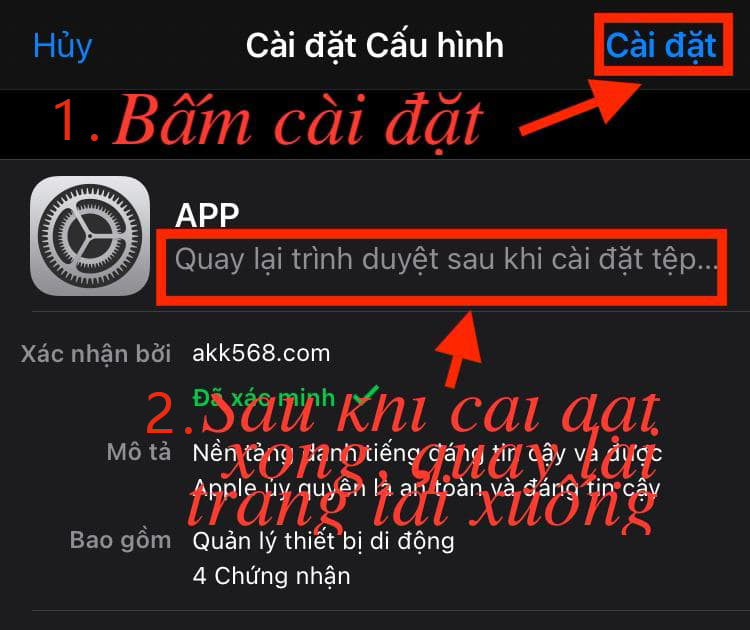 Hủy
Cài đặt Cấu hình
Cài đặt
1. Bấm cài đặt
APP
Quay lại trình duyệt sau khi cài đặt tệp...
Xác nhận bởi akk568.com
Đã xác minh
2. Sau khi cài đặt
xong, quay lại
trang tải xuống
Mô tả Nền tảng danh tiếng đáng tin cậy và được
Apple ủy quyền là an toàn và đáng tin cậy
Bao gồm Quản lý thiết bị di động
4 Chứng nhận